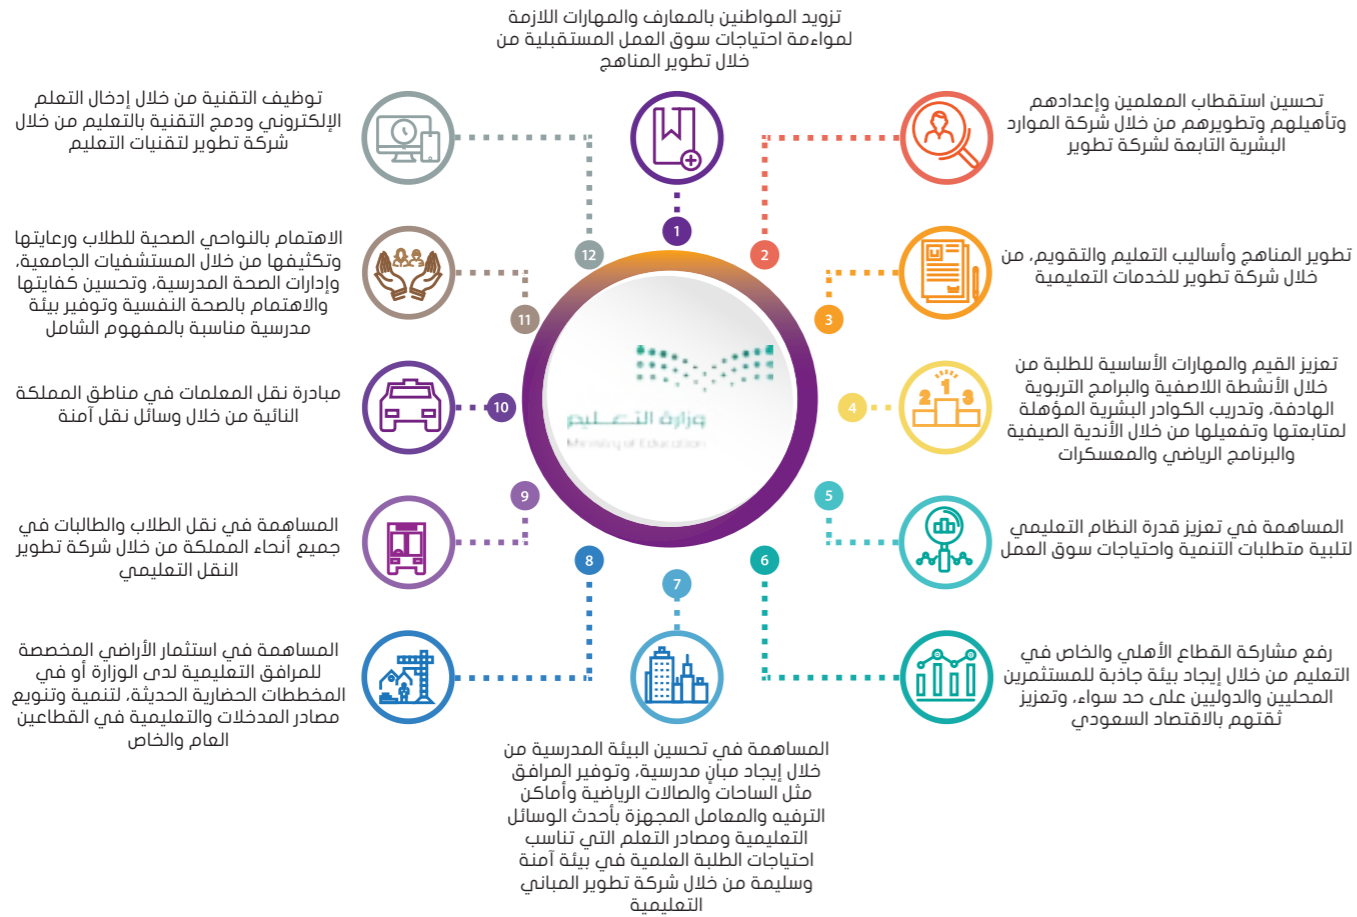 تزويد المواطنين بالمعارف والمهارات اللازمة
لمواءمة احتياجات سوق العمل المستقبلية من
خلال تطوير المناهج
1
تحسين استقطاب المعلمين وإعدادهم
وتأهيلهم وتطويرهم من خلال شركة الموارد
البشرية التابعة لشركة تطوير
2
تطوير المناهج وأساليب التعليم والتقويم، من
خلال شركة تطوير للخدمات التعليمية
3
تعزيز القيم والمهارات الأساسية للطلبة من
خلال الأنشطة اللاصفية والبرامج التربوية
الهادفة، وتدريب الكوادر البشرية المؤهلة
لمتابعتها وتفعيلها من خلال الأندية الصيفية
والبرنامج الرياضي والمعسكرات
2 1 3
4
المساهمة في تعزيز قدرة النظام التعليمي
لتلبية متطلبات التنمية واحتياجات سوق العمل
5
رفع مشاركة القطاع الأهلي والخاص في
التعليم من خلال إيجاد بيئة جاذبة للمستثمرين
المحليين والدوليين على حد سواء، وتعزيز
ثقتهم بالاقتصاد السعودي
6
7
المساهمة في تحسين البيئة المدرسية من
خلال إيجاد مبانٍ مدرسية، وتوفير المرافق
مثل الساحات والصالات الرياضية وأماكن
الترفيه والمعامل المجهزة بأحدث الوسائل
التعليمية ومصادر التعلم التي تناسب
احتياجات الطلبة العلمية في بيئة آمنة
وسليمة من خلال شركة تطوير المباني
التعليمية
8
المساهمة في استثمار الأراضي المخصصة
للمرافق التعليمية لدى الوزارة أو في
المخططات الحضارية الحديثة، لتنمية وتنويع
مصادر المدخلات والتعليمية في القطاعين
العام والخاص
9
المساهمة في نقل الطلاب والطالبات في
جميع أنحاء المملكة من خلال شركة تطوير
النقل التعليمي
10
مبادرة نقل المعلمات في مناطق المملكة
النائية من خلال وسائل نقل آمنة
11
الاهتمام بالنواحي الصحية للطلاب ورعايتها
وتكثيفها من خلال المستشفيات الجامعية،
وإدارات الصحة المدرسية، وتحسين كفايتها
والاهتمام بالصحة النفسية وتوفير بيئة
مدرسية مناسبة بالمفهوم الشامل
12
توظيف التقنية من خلال إدخال التعلم
الإلكتروني ودمج التقنية بالتعليم من خلال
شركة تطوير لتقنيات التعليم
وزارة التعليم
Ministry of Education